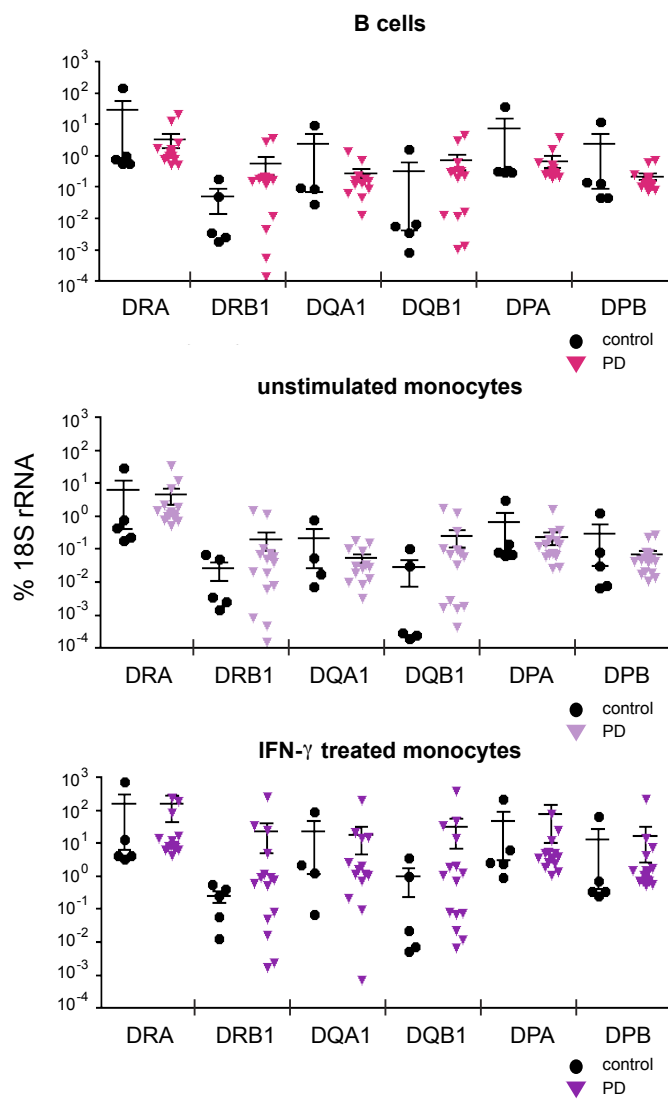 B cells
10³
10²
10¹
10⁰
10⁻¹
10⁻²
10⁻³
10⁻⁴
DRA DRB1 DQA1 DQB1 DPA DPB
control
PD
unstimulated monocytes
% 18S rRNA
10³
10²
10¹
10⁰
10⁻¹
10⁻²
10⁻³
10⁻⁴
DRA DRB1 DQA1 DQB1 DPA DPB
control
PD
IFN-γ treated monocytes
10³
10²
10¹
10⁰
10⁻¹
10⁻²
10⁻³
10⁻⁴
DRA DRB1 DQA1 DQB1 DPA DPB
control
PD